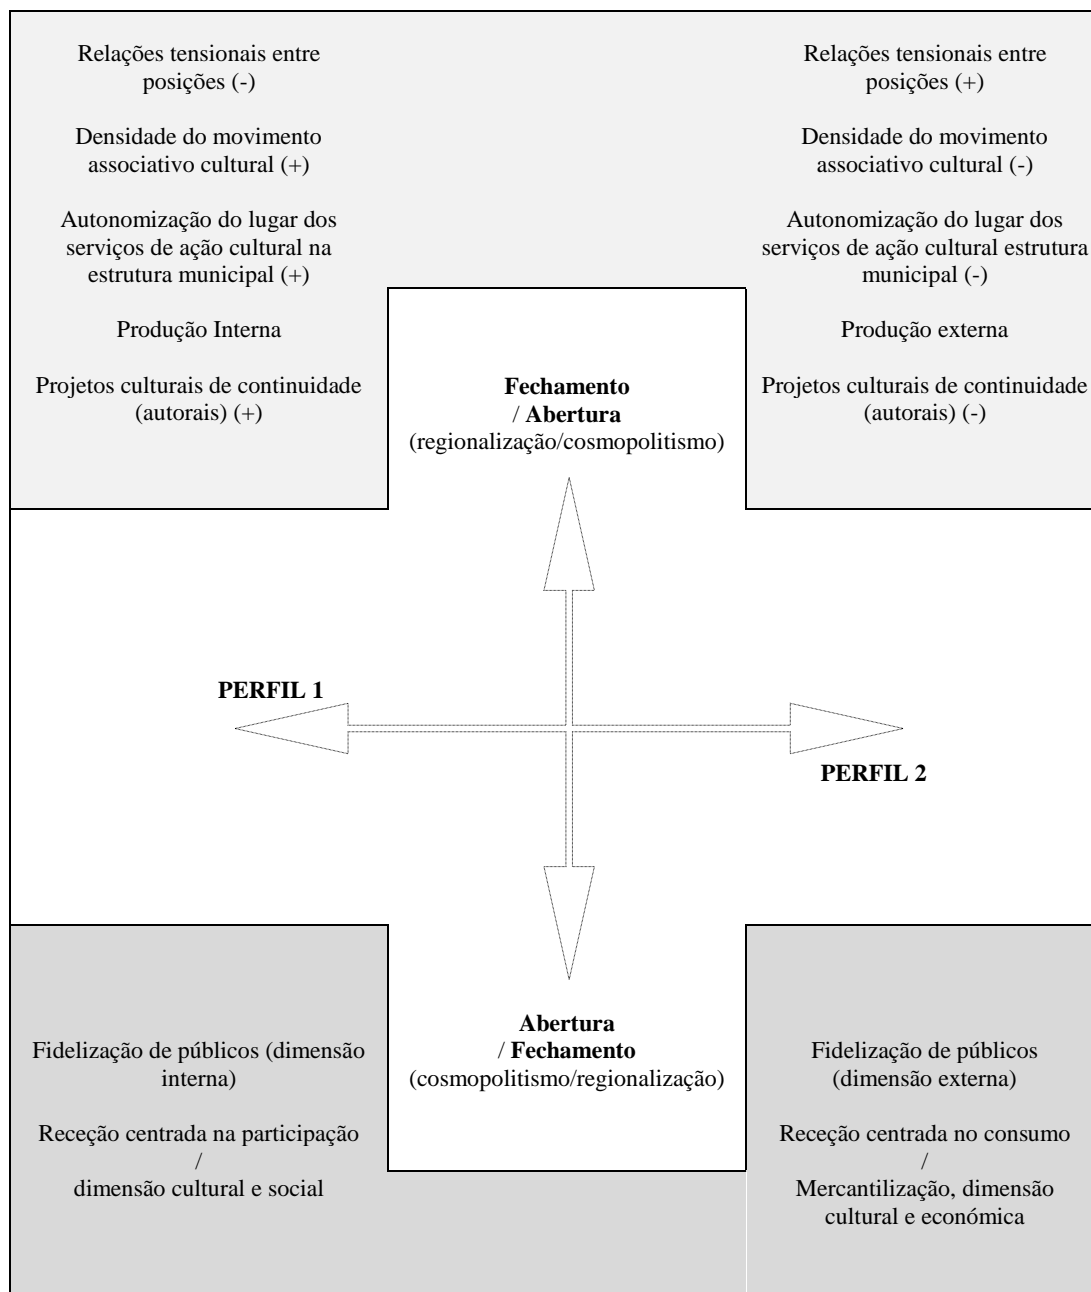 Relações tensionais entre
posições (-)
Densidade do movimento
associativo cultural (+)
Autonomização do lugar dos
serviços de ação cultural na
estrutura municipal (+)
Produção Interna
Projetos culturais de continuidade
(autorais) (+)
Relações tensionais entre
posições (+)
Densidade do movimento
associativo cultural (-)
Autonomização do lugar dos
serviços de ação cultural estrutura
municipal (-)
Produção externa
Projetos culturais de continuidade
(autorais) (-)
Fechamento
/ Abertura
(regionalização/cosmopolitismo)
PERFIL 1
PERFIL 2
Abertura
/ Fechamento
(cosmopolitismo/regionalização)
Fidelização de públicos (dimensão
interna)
Receção centrada na participação
/
dimensão cultural e social
Fidelização de públicos
(dimensão externa)
Receção centrada no consumo
/
Mercantilização, dimensão
cultural e económica